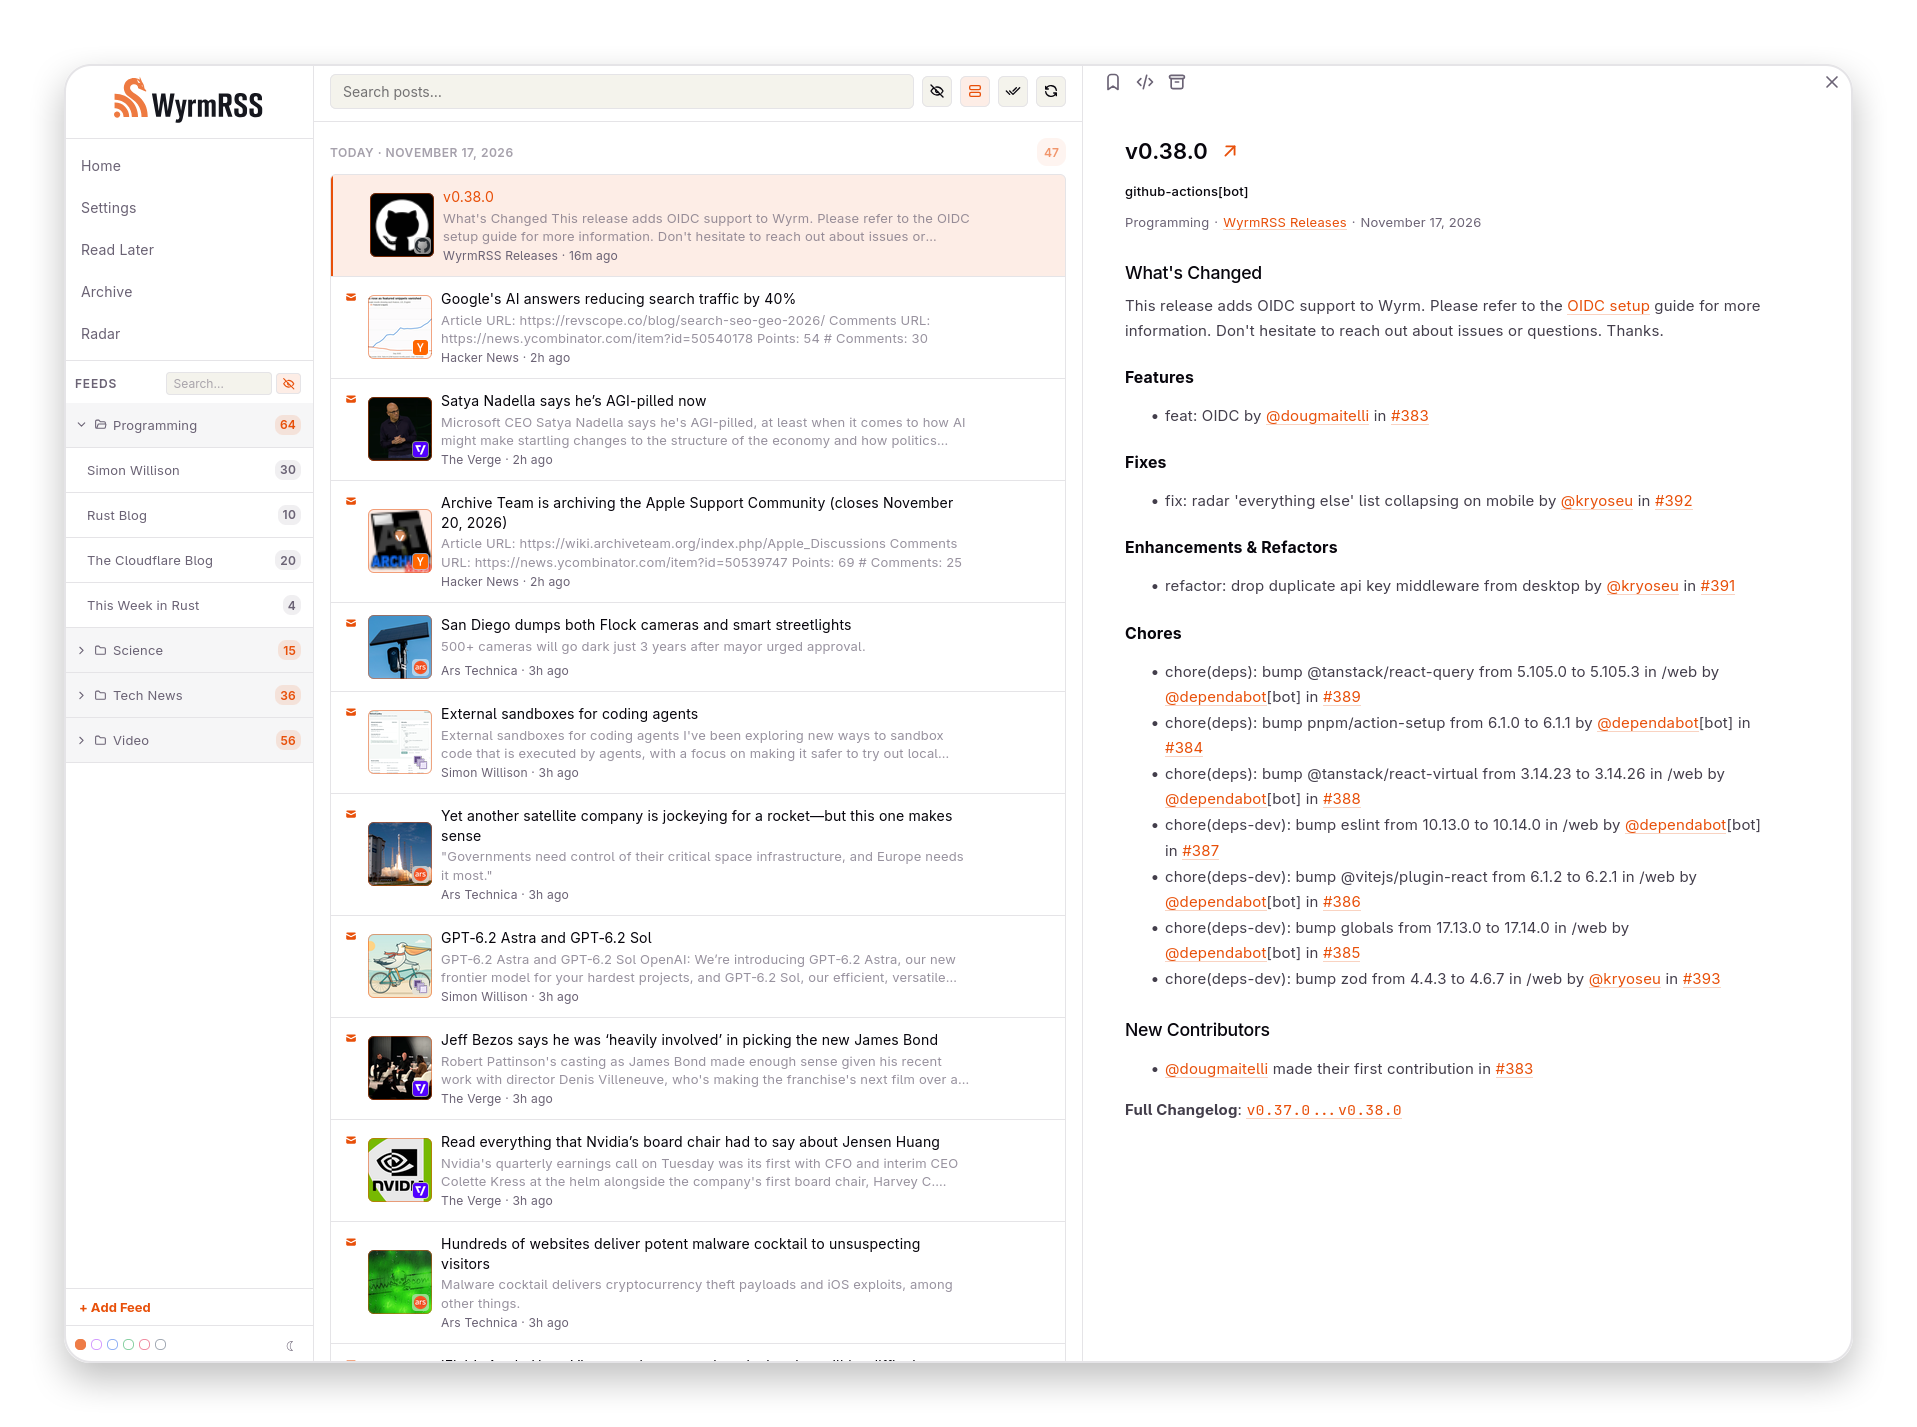 WyrmRSS
Home
Settings
Read Later
Archive
Radar
FEEDS
Search...
Programming
64
Simon Willison
30
Rust Blog
10
The Cloudflare Blog
20
This Week in Rust
4
Science
15
Tech News
36
Video
56
+ Add Feed
Search posts...
TODAY · NOVEMBER 17, 2026
47
v0.38.0
What's Changed This release adds OIDC support to Wyrm. Please refer to the OIDC
setup guide for more information. Don't hesitate to reach out about issues or...
WyrmRSS Releases · 16m ago
Google's AI answers reducing search traffic by 40%
Article URL: https://revscope.co/blog/search-seo-geo-2026/ Comments URL:
https://news.ycombinator.com/item?id=50540178 Points: 54 # Comments: 30
Hacker News · 2h ago
Satya Nadella says he’s AGI-pilled now
Microsoft CEO Satya Nadella says he's AGI-pilled, at least when it comes to how AI
might make startling changes to the structure of the economy and how politics...
The Verge · 2h ago
Archive Team is archiving the Apple Support Community (closes November
20, 2026)
Article URL: https://wiki.archiveteam.org/index.php/Apple_Discussions Comments
URL: https://news.ycombinator.com/item?id=50539747 Points: 69 # Comments: 25
Hacker News · 2h ago
San Diego dumps both Flock cameras and smart streetlights
500+ cameras will go dark just 3 years after mayor urged approval.
Ars Technica · 3h ago
External sandboxes for coding agents
External sandboxes for coding agents I've been exploring new ways to sandbox
code that is executed by agents, with a focus on making it safer to try out local...
Simon Willison · 3h ago
Yet another satellite company is jockeying for a rocket—but this one makes
sense
"Governments need control of their critical space infrastructure, and Europe needs
it most."
Ars Technica · 3h ago
GPT-6.2 Astra and GPT-6.2 Sol
GPT-6.2 Astra and GPT-6.2 Sol OpenAI: We’re introducing GPT-6.2 Astra, our new
frontier model for your hardest projects, and GPT-6.2 Sol, our efficient, versatile...
Simon Willison · 3h ago
Jeff Bezos says he was ‘heavily involved’ in picking the new James Bond
Robert Pattinson's casting as James Bond made enough sense given his recent
work with director Denis Villeneuve, who's making the franchise's next film over a...
The Verge · 3h ago
NVIDIA
Read everything that Nvidia’s board chair had to say about Jensen Huang
Nvidia's quarterly earnings call on Tuesday was its first with CFO and interim CEO
Colette Kress at the helm alongside the company's first board chair, Harvey C....
The Verge · 3h ago
Hundreds of websites deliver potent malware cocktail to unsuspecting
visitors
Malware cocktail delivers cryptocurrency theft payloads and iOS exploits, among
other things.
Ars Technica · 3h ago
v0.38.0
github-actions[bot]
Programming · WyrmRSS Releases · November 17, 2026
What's Changed
This release adds OIDC support to Wyrm. Please refer to the OIDC setup guide for more
information. Don't hesitate to reach out about issues or questions. Thanks.
Features
• feat: OIDC by @dougmaitelli in #383
Fixes
• fix: radar 'everything else' list collapsing on mobile by @kryoseu in #392
Enhancements & Refactors
• refactor: drop duplicate api key middleware from desktop by @kryoseu in #391
Chores
• chore(deps): bump @tanstack/react-query from 5.105.0 to 5.105.3 in /web by
@dependabot[bot] in #389
• chore(deps): bump pnpm/action-setup from 6.1.0 to 6.1.1 by @dependabot[bot] in
#384
• chore(deps): bump @tanstack/react-virtual from 3.14.23 to 3.14.26 in /web by
@dependabot[bot] in #388
• chore(deps-dev): bump eslint from 10.13.0 to 10.14.0 in /web by @dependabot[bot]
in #387
• chore(deps-dev): bump @vitejs/plugin-react from 6.1.2 to 6.2.1 in /web by
@dependabot[bot] in #386
• chore(deps-dev): bump globals from 17.13.0 to 17.14.0 in /web by
@dependabot[bot] in #385
• chore(deps-dev): bump zod from 4.4.3 to 4.6.7 in /web by @kryoseu in #393
New Contributors
• @dougmaitelli made their first contribution in #383
Full Changelog: v0.37.0...v0.38.0